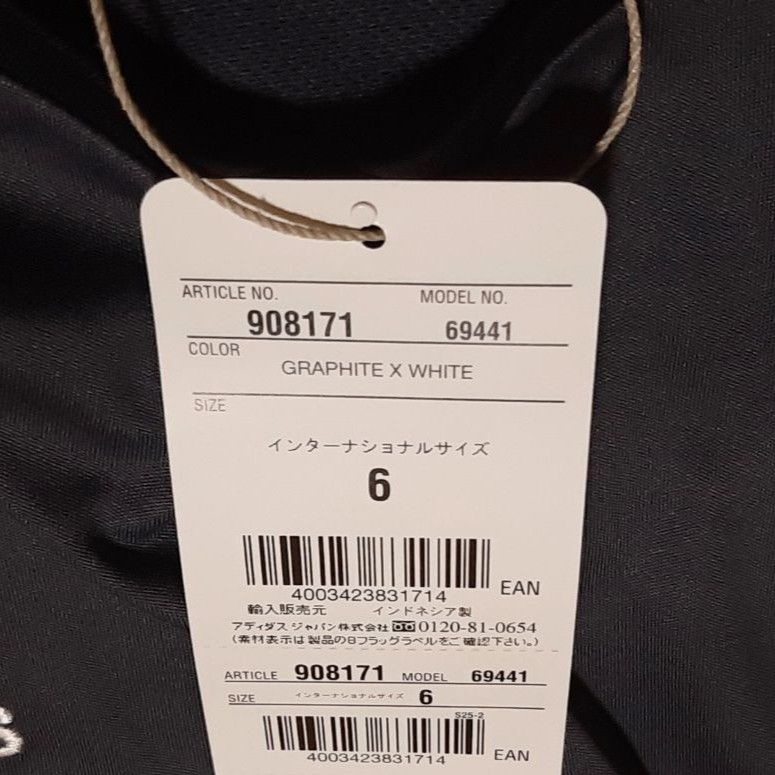 ARTICLE NO. MODEL NO.
908171 69441
COLOR
GRAPHITE X WHITE
SIZE
インターナショナルサイズ
6
4003423831714 EAN
輸入販売元 インドネシア製
アディダス ジャパン株式会社 0120-81-0654
(素材表示は製品の8フラッグラベルをご確認下さい。)
ARTICLE 908171 MODEL 69441
SIZE インターナショナルサイズ 6
S25-2
4003423831714 EAN
s